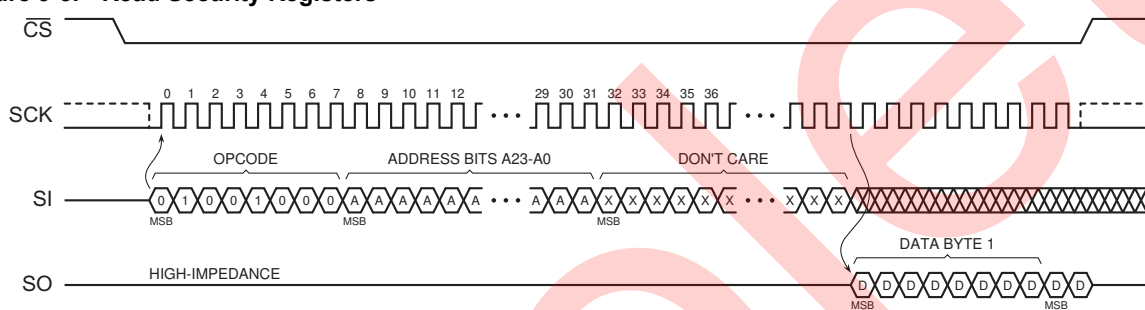 Read Security Registers
CS
0 1 2 3 4 5 6 7 8 9 10 11 12 29 30 31 32 33 34 35 36
SCK
OPCODE ADDRESS BITS A23-A0 DON'T CARE
SI 0 1 0 0 1 0 0 0 A A A A A A A A A X X X X X X X X X
MSB MSB MSB
DATA BYTE 1
HIGH-IMPEDANCE
SO D D D D D D D D D D
MSB MSB